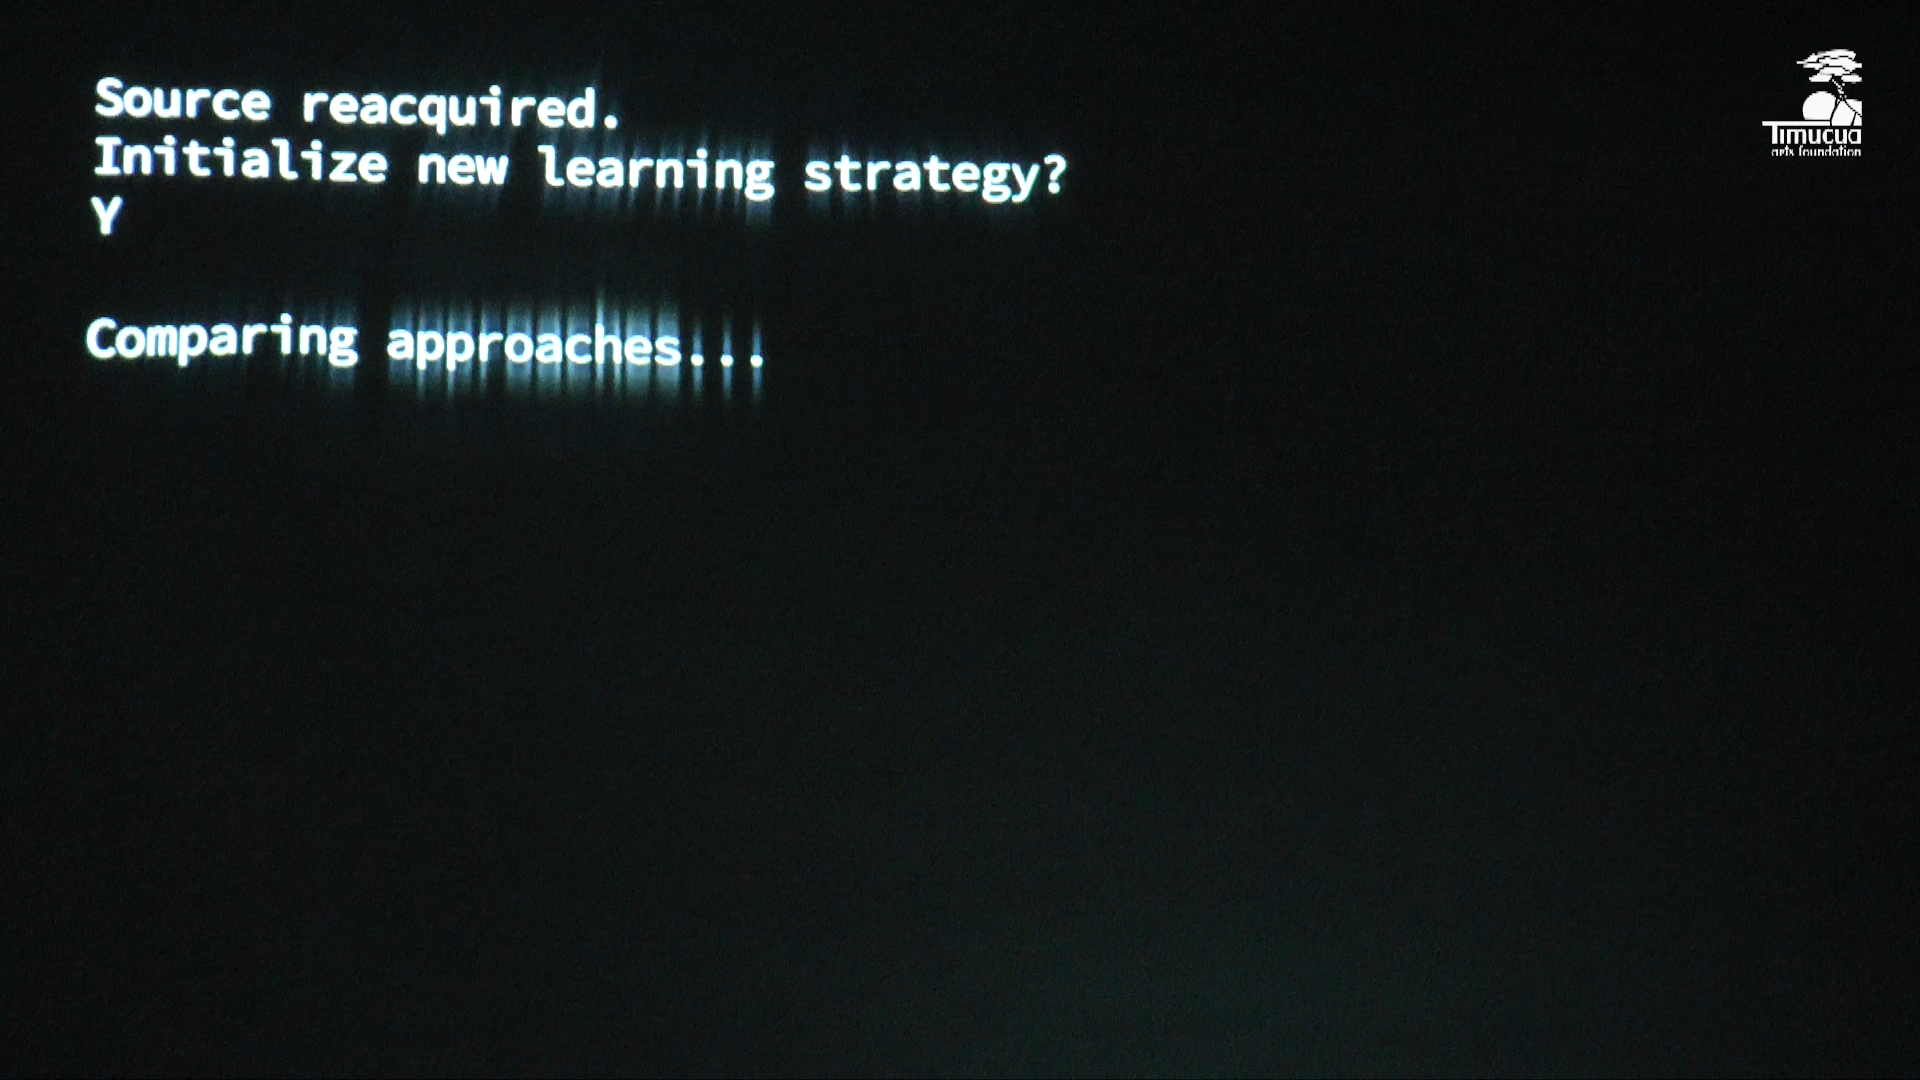 Source reacquired.
Initialize new learning strategy?
Y
Comparing approaches...
Timucua
arts foundation